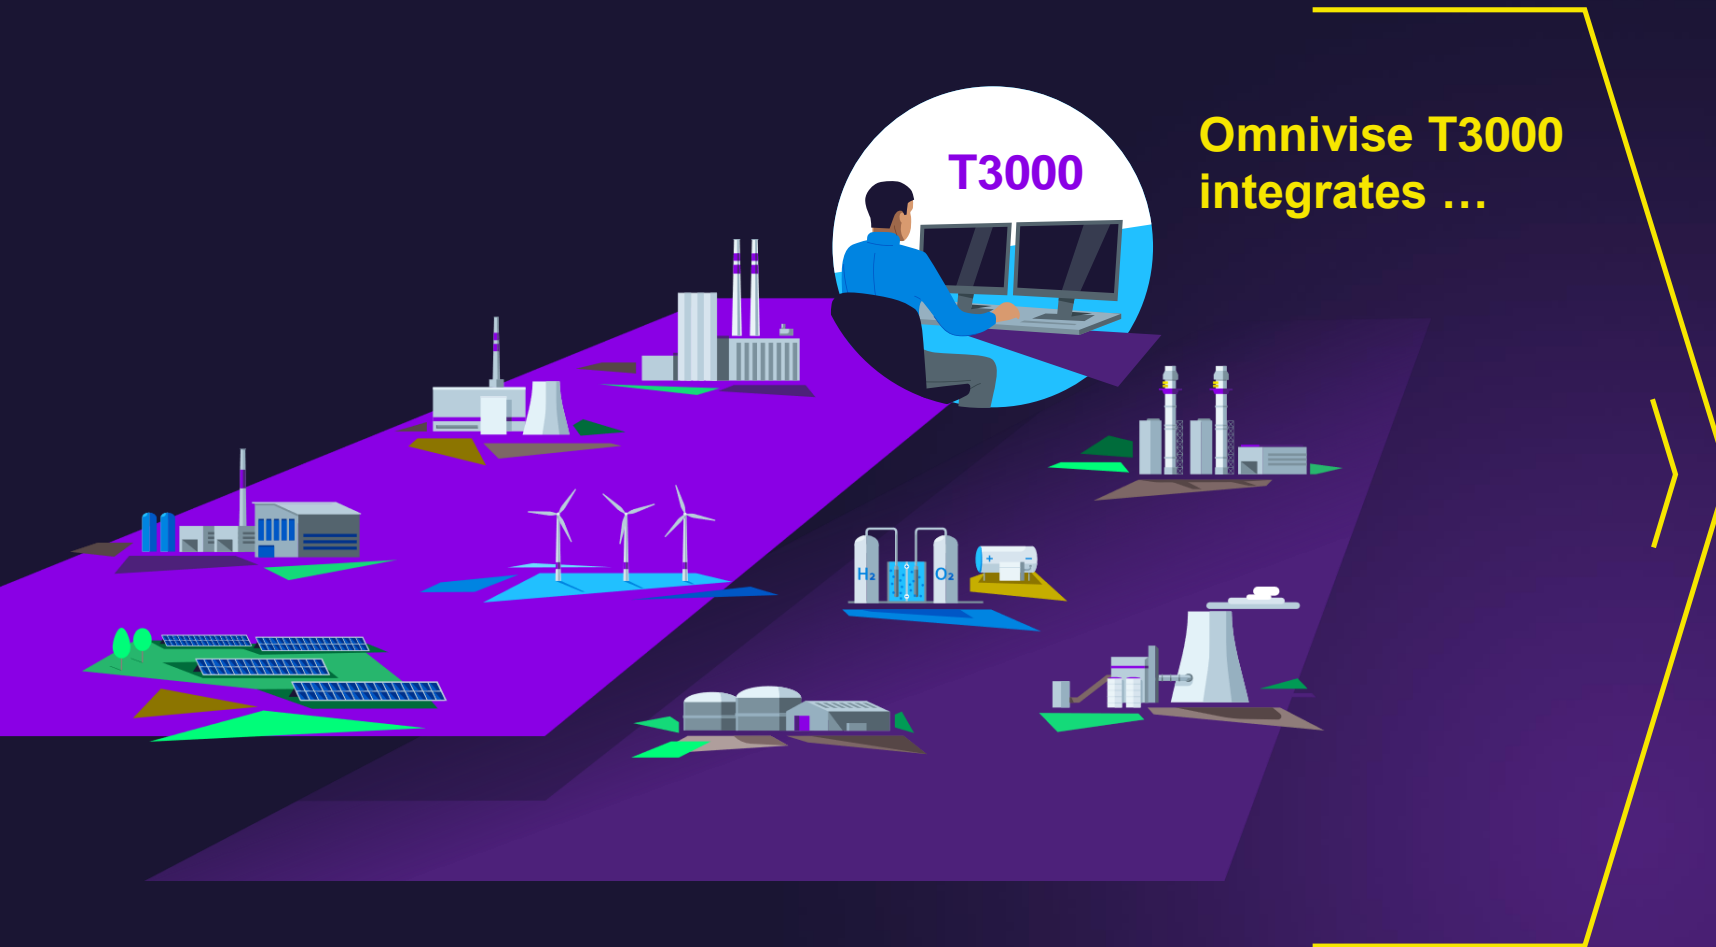 T3000
Omnivise T3000
integrates …
H₂
O₂
+ −